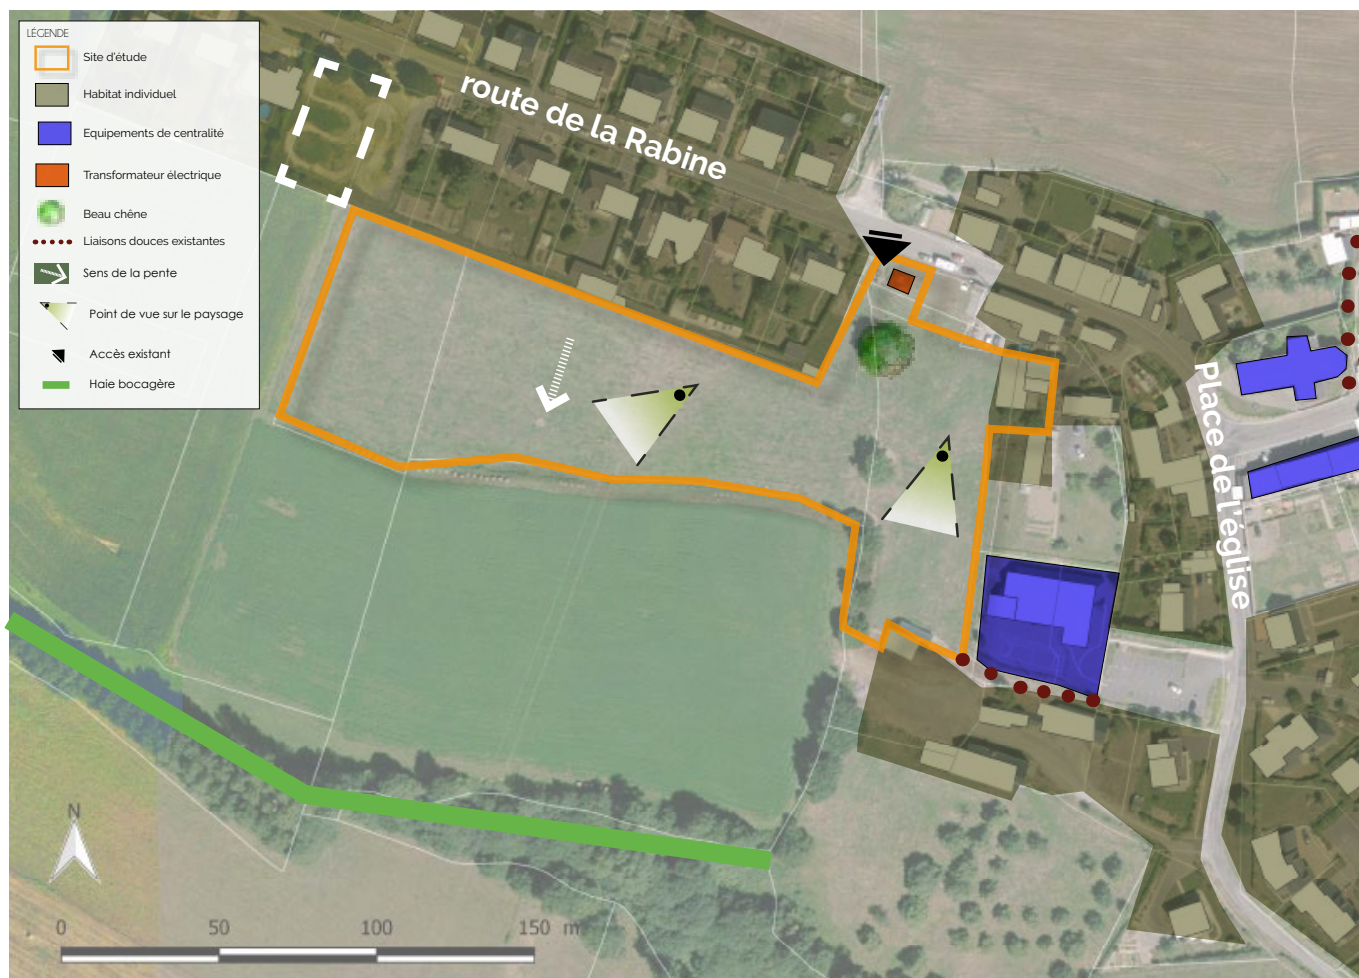 LÉGENDE
Site d'étude
Habitat individuel
Equipements de centralité
Transformateur électrique
Beau chêne
Liaisons douces existantes
Sens de la pente
Point de vue sur le paysage
Accès existant
Haie bocagère
route de la Rabine
Place de l'église
N
0 50 100 150 m